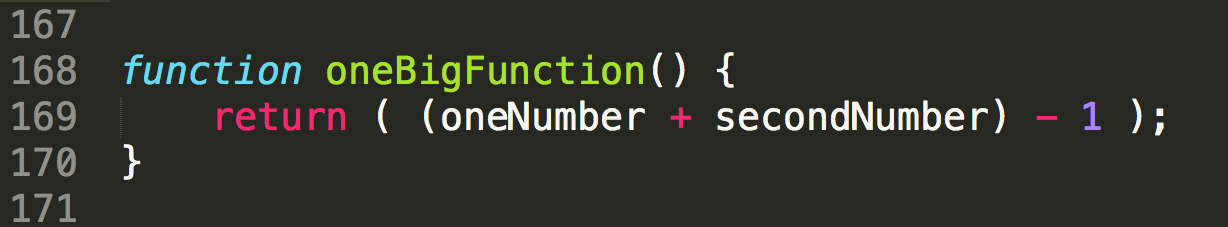 167
168 function oneBigFunction() {
169 return ( (oneNumber + secondNumber) - 1 );
170 }
171